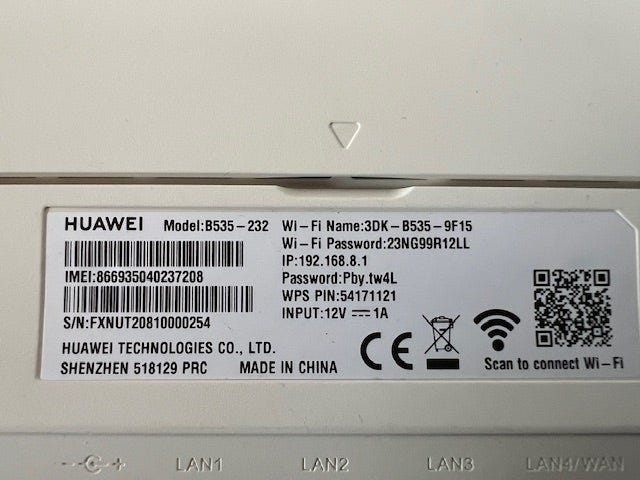 HUAWEI Model:B535-232
IMEI:866935040237208
S/N:FXNUT20810000254
HUAWEI TECHNOLOGIES CO., LTD.
SHENZHEN 518129 PRC MADE IN CHINA
Wi-Fi Name:3DK-B535-9F15
Wi-Fi Password:23NG99R12LL
IP:192.168.8.1
Password:Pby.tw4L
WPS PIN:54171121
INPUT:12V ⎓ 1A
CE
Scan to connect Wi-Fi
LAN1 LAN2 LAN3 LAN4/WAN